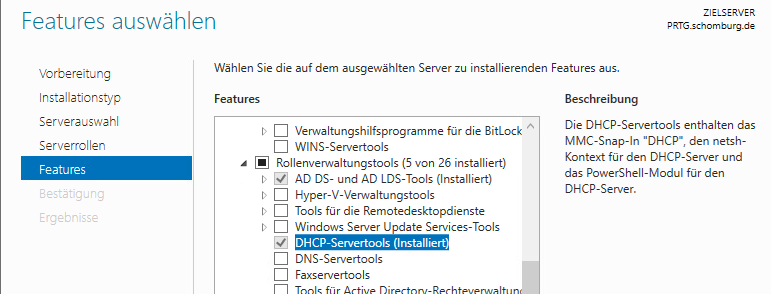 Features auswählen
ZIELSERVER
PRTG.schomburg.de
Vorbereitung
Installationstyp
Serverauswahl
Serverrollen
Features
Bestätigung
Ergebnisse
Wählen Sie die auf dem ausgewählten Server zu installierenden Features aus.
Features
Verwaltungshilfsprogramme für die BitLock
WINS-Servertools
Rollenverwaltungstools (5 von 26 installiert)
AD DS- und AD LDS-Tools (Installiert)
Hyper-V-Verwaltungstools
Tools für die Remotedesktopdienste
Windows Server Update Services-Tools
DHCP-Servertools (Installiert)
DNS-Servertools
Faxservertools
Tools für Active Directory-Rechteverwaltung
Beschreibung
Die DHCP-Servertools enthalten das
MMC-Snap-In "DHCP", den netsh-
Kontext für den DHCP-Server und
das PowerShell-Modul für den
DHCP-Server.